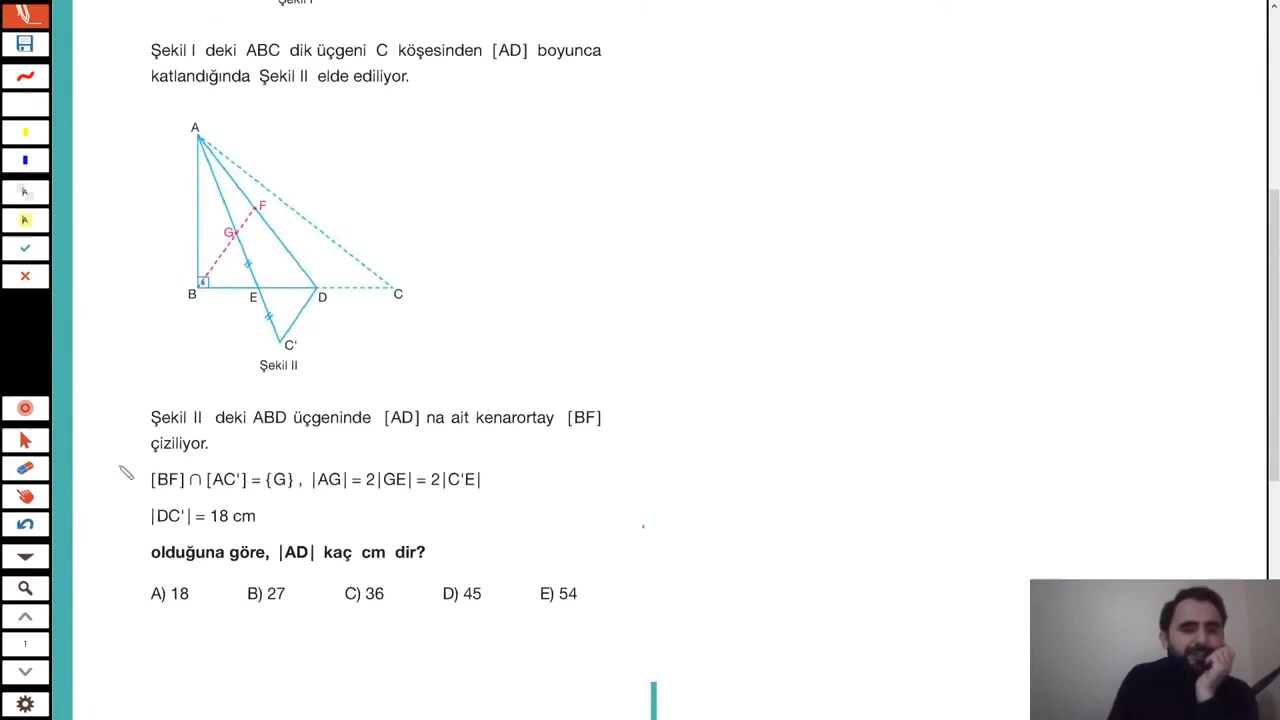 Şekil I
Şekil I deki ABC dik üçgeni C köşesinden [AD] boyunca
katlandığında Şekil II elde ediliyor.
A
F
G
B
E
D
C
C'
Şekil II
Şekil II deki ABD üçgeninde [AD] na ait kenarortay [BF]
çiziliyor.
[BF] ∩ [AC'] = {G} , |AG| = 2|GE| = 2|C'E|
|DC'| = 18 cm
olduğuna göre, |AD| kaç cm dir?
A) 18 B) 27 C) 36 D) 45 E) 54
A
A
1